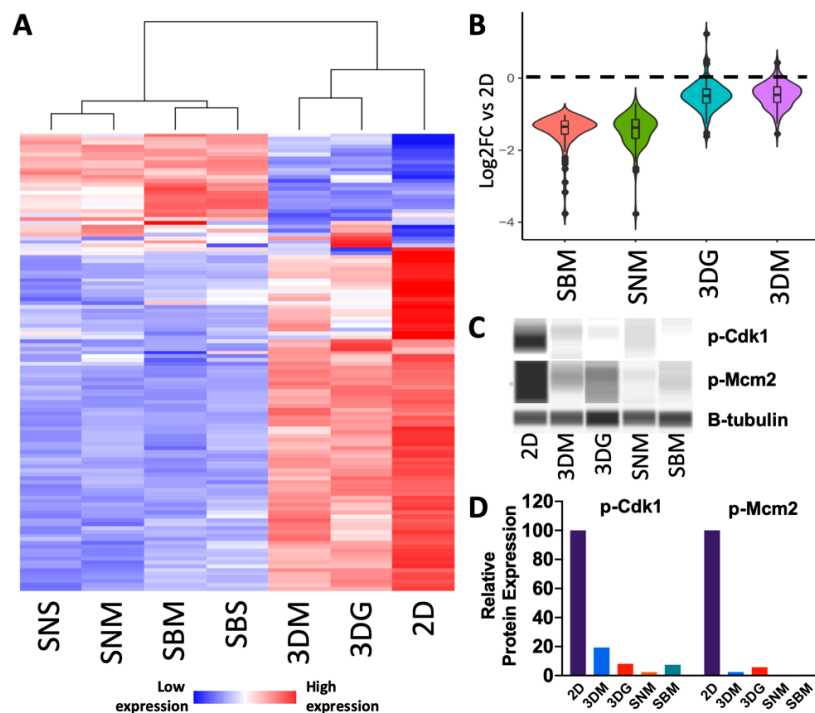 A
SNS SNM SBM SBS 3DM 3DG 2D
Low expression
High expression
B
Log2FC vs 2D
0
−2
−4
SBM SNM 3DG 3DM
C
p-Cdk1
p-Mcm2
B-tubulin
2D 3DM 3DG SNM SBM
D
p-Cdk1 p-Mcm2
Relative
Protein Expression
120
100
80
60
40
20
0
2D 3DM 3DG SNM SBM 2D 3DM 3DG SNM SBM